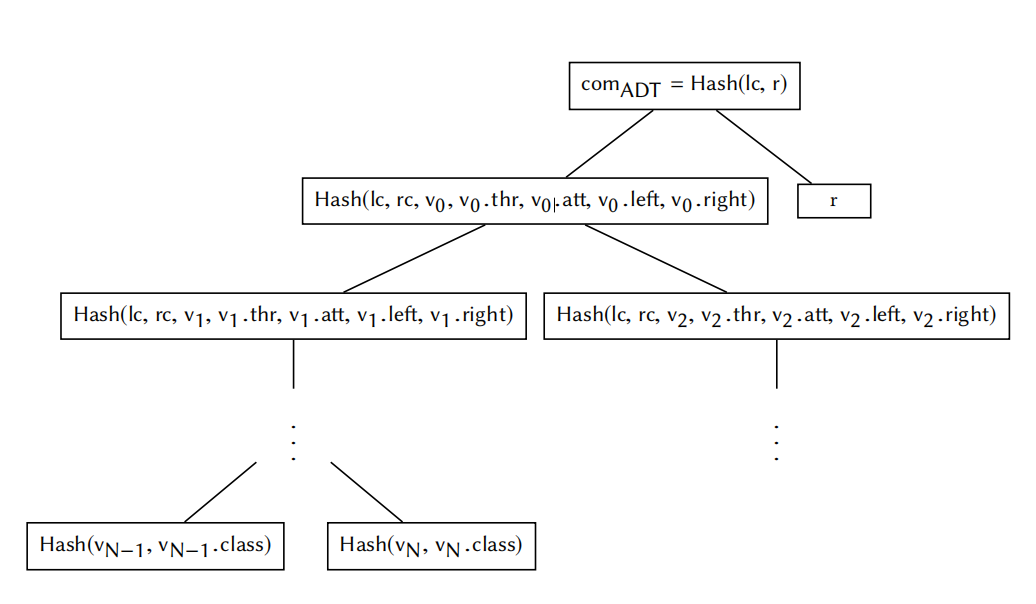 com_ADT = Hash(lc, r)
Hash(lc, rc, v_0, v_0.thr, v_0.att, v_0.left, v_0.right)
r
Hash(lc, rc, v_1, v_1.thr, v_1.att, v_1.left, v_1.right)
Hash(lc, rc, v_2, v_2.thr, v_2.att, v_2.left, v_2.right)
Hash(v_{N−1}, v_{N−1}.class)
Hash(v_N, v_N.class)